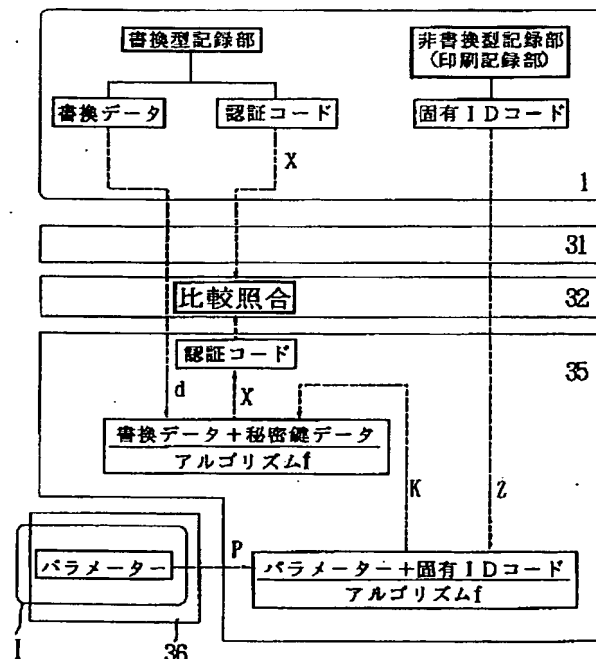 書換型記録部
非書換型記録部
(印刷記録部)
書換データ
認証コード
固有IDコード
X
1
31
比較照合
32
認証コード
35
d
X
書換データ+秘密鍵データ
アルゴリズムf
K
2
パラメーター
P
パラメーター+固有IDコード
アルゴリズムf
I
36